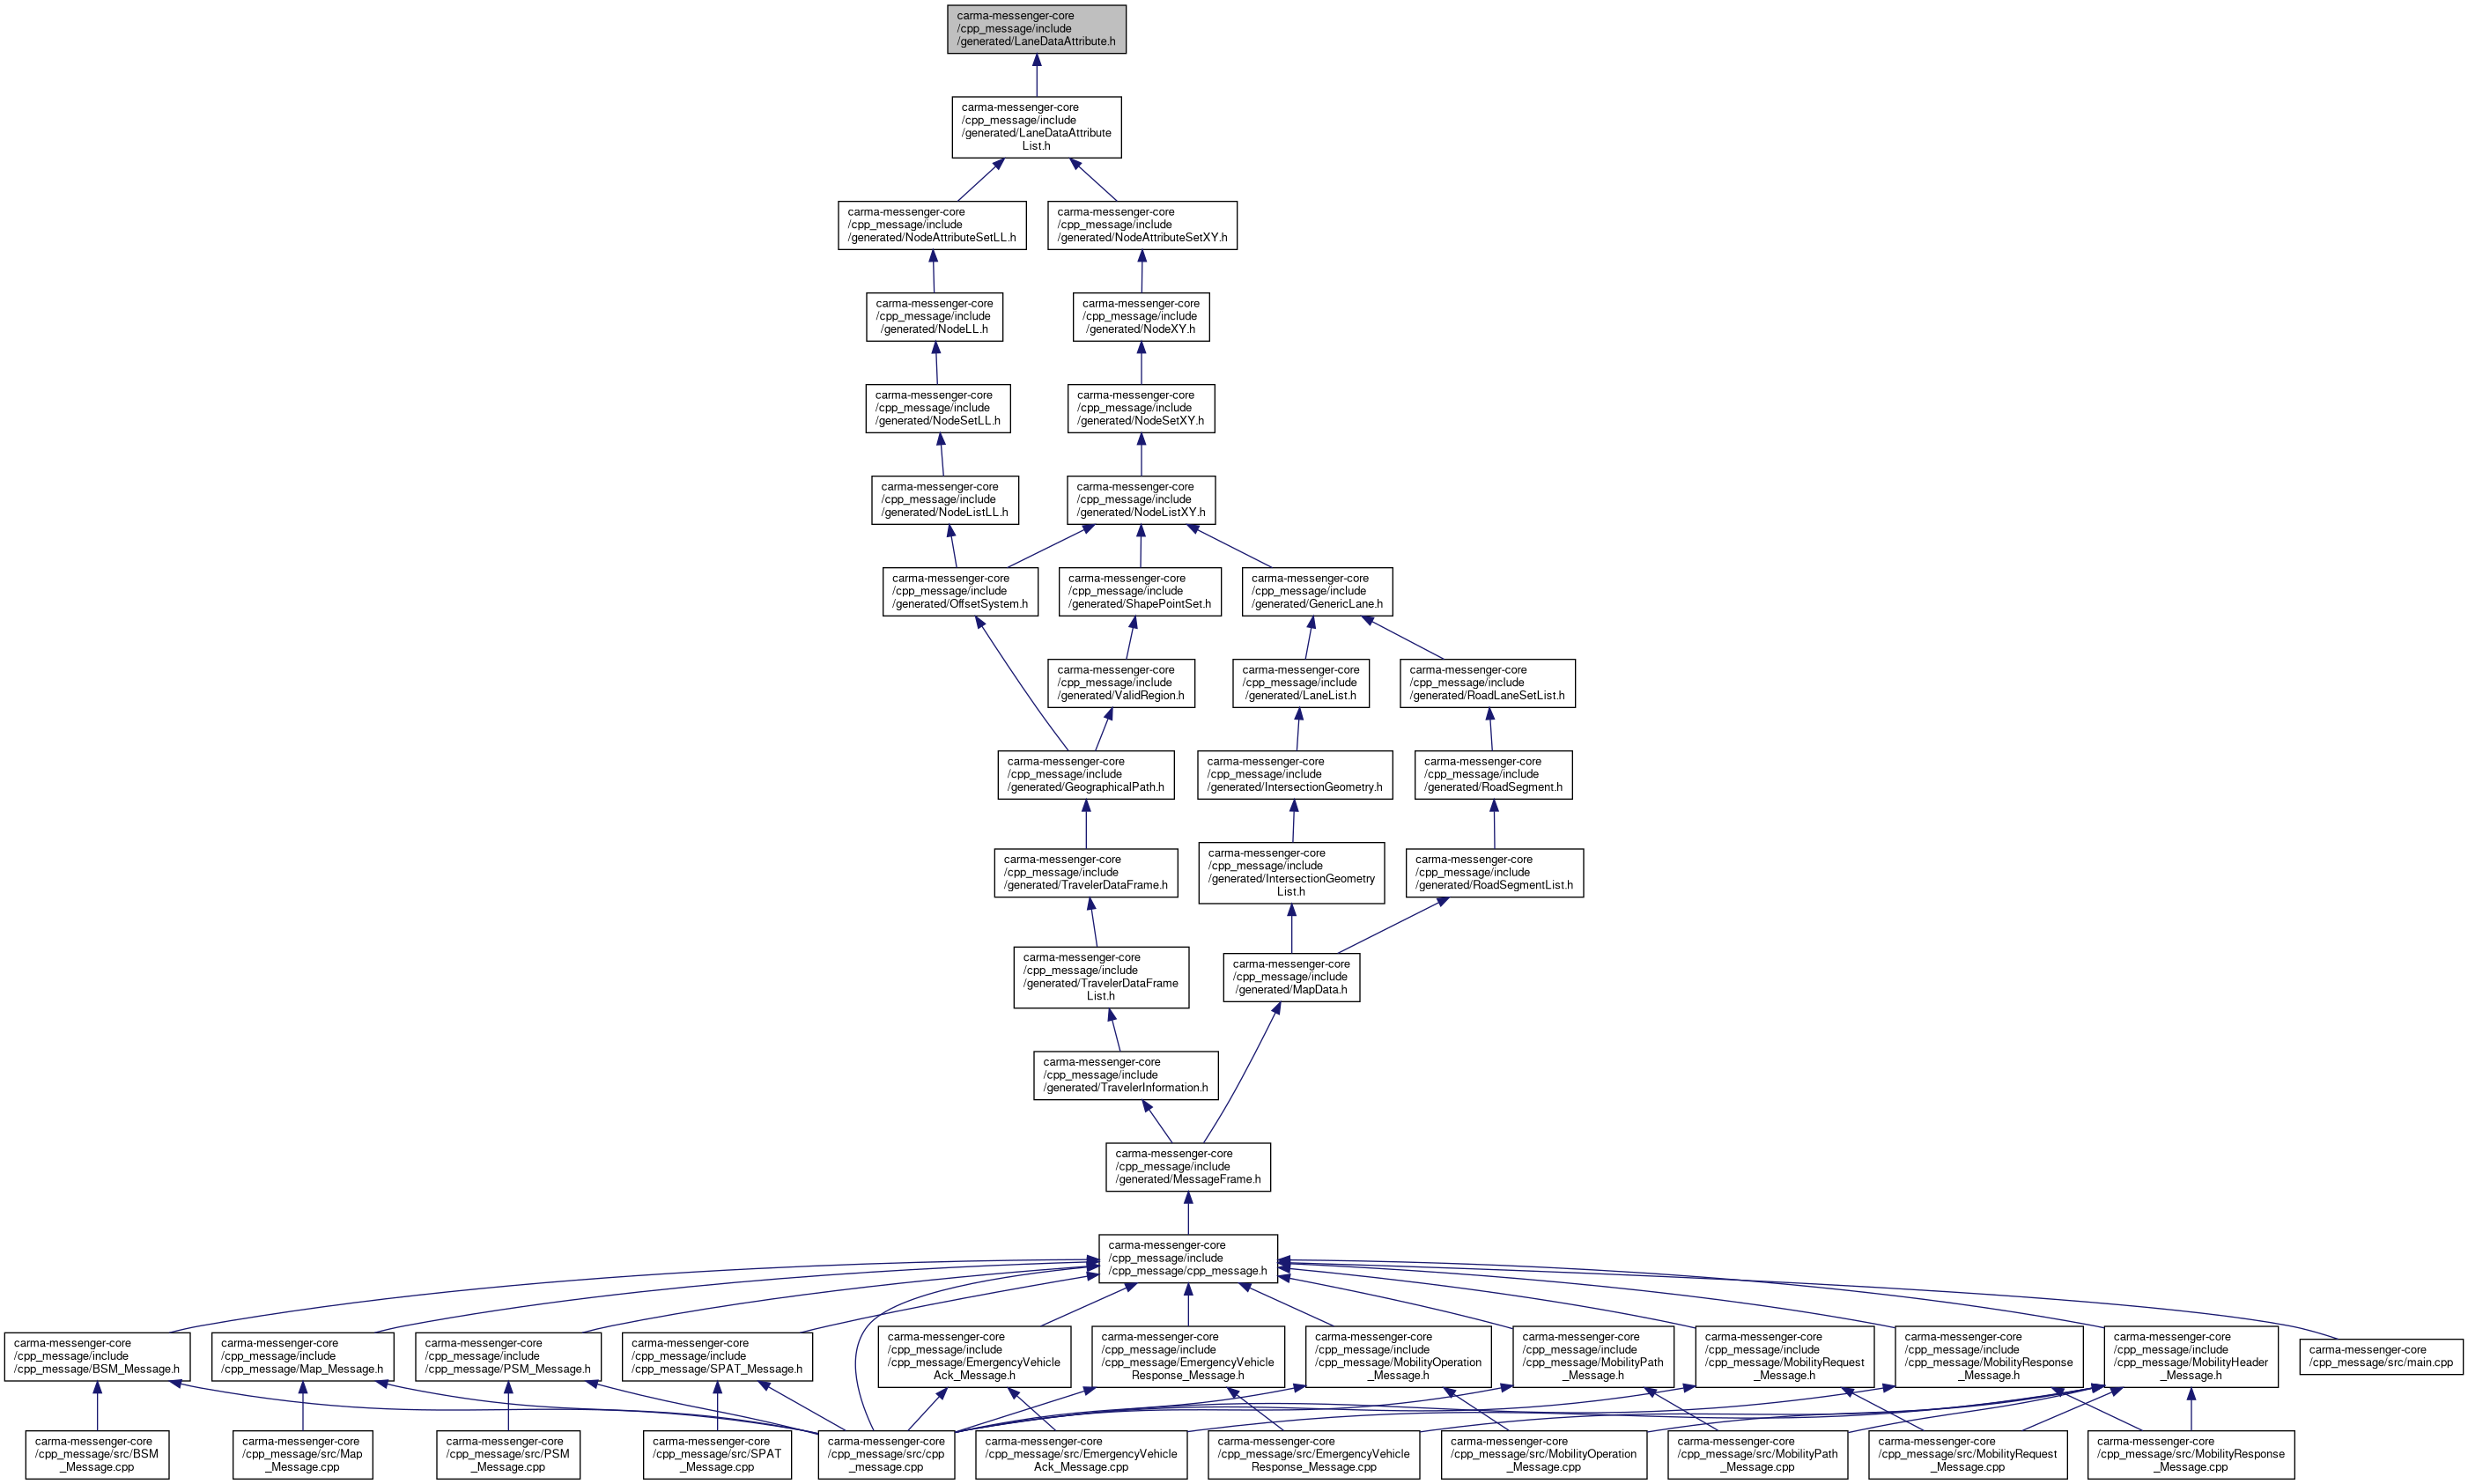 carma-messenger-core
/cpp_message/include
/generated/LaneDataAttribute.h
carma-messenger-core
/cpp_message/include
/generated/LaneDataAttribute
List.h
carma-messenger-core
/cpp_message/include
/generated/NodeAttributeSetLL.h
carma-messenger-core
/cpp_message/include
/generated/NodeAttributeSetXY.h
carma-messenger-core
/cpp_message/include
/generated/NodeLL.h
carma-messenger-core
/cpp_message/include
/generated/NodeXY.h
carma-messenger-core
/cpp_message/include
/generated/NodeSetLL.h
carma-messenger-core
/cpp_message/include
/generated/NodeSetXY.h
carma-messenger-core
/cpp_message/include
/generated/NodeListLL.h
carma-messenger-core
/cpp_message/include
/generated/NodeListXY.h
carma-messenger-core
/cpp_message/include
/generated/OffsetSystem.h
carma-messenger-core
/cpp_message/include
/generated/ShapePointSet.h
carma-messenger-core
/cpp_message/include
/generated/GenericLane.h
carma-messenger-core
/cpp_message/include
/generated/ValidRegion.h
carma-messenger-core
/cpp_message/include
/generated/LaneList.h
carma-messenger-core
/cpp_message/include
/generated/RoadLaneSetList.h
carma-messenger-core
/cpp_message/include
/generated/GeographicalPath.h
carma-messenger-core
/cpp_message/include
/generated/IntersectionGeometry.h
carma-messenger-core
/cpp_message/include
/generated/RoadSegment.h
carma-messenger-core
/cpp_message/include
/generated/TravelerDataFrame.h
carma-messenger-core
/cpp_message/include
/generated/IntersectionGeometry
List.h
carma-messenger-core
/cpp_message/include
/generated/RoadSegmentList.h
carma-messenger-core
/cpp_message/include
/generated/TravelerDataFrame
List.h
carma-messenger-core
/cpp_message/include
/generated/MapData.h
carma-messenger-core
/cpp_message/include
/generated/TravelerInformation.h
carma-messenger-core
/cpp_message/include
/generated/MessageFrame.h
carma-messenger-core
/cpp_message/include
/cpp_message/cpp_message.h
carma-messenger-core
/cpp_message/include
/cpp_message/BSM_Message.h
carma-messenger-core
/cpp_message/include
/cpp_message/Map_Message.h
carma-messenger-core
/cpp_message/include
/cpp_message/PSM_Message.h
carma-messenger-core
/cpp_message/include
/cpp_message/SPAT_Message.h
carma-messenger-core
/cpp_message/include
/cpp_message/EmergencyVehicle
Ack_Message.h
carma-messenger-core
/cpp_message/include
/cpp_message/EmergencyVehicle
Response_Message.h
carma-messenger-core
/cpp_message/include
/cpp_message/MobilityOperation
_Message.h
carma-messenger-core
/cpp_message/include
/cpp_message/MobilityPath
_Message.h
carma-messenger-core
/cpp_message/include
/cpp_message/MobilityRequest
_Message.h
carma-messenger-core
/cpp_message/include
/cpp_message/MobilityResponse
_Message.h
carma-messenger-core
/cpp_message/include
/cpp_message/MobilityHeader
_Message.h
carma-messenger-core
/cpp_message/src/main.cpp
carma-messenger-core
/cpp_message/src/BSM
_Message.cpp
carma-messenger-core
/cpp_message/src/Map
_Message.cpp
carma-messenger-core
/cpp_message/src/PSM
_Message.cpp
carma-messenger-core
/cpp_message/src/SPAT
_Message.cpp
carma-messenger-core
/cpp_message/src/cpp
_message.cpp
carma-messenger-core
/cpp_message/src/EmergencyVehicle
Ack_Message.cpp
carma-messenger-core
/cpp_message/src/EmergencyVehicle
Response_Message.cpp
carma-messenger-core
/cpp_message/src/MobilityOperation
_Message.cpp
carma-messenger-core
/cpp_message/src/MobilityPath
_Message.cpp
carma-messenger-core
/cpp_message/src/MobilityRequest
_Message.cpp
carma-messenger-core
/cpp_message/src/MobilityResponse
_Message.cpp